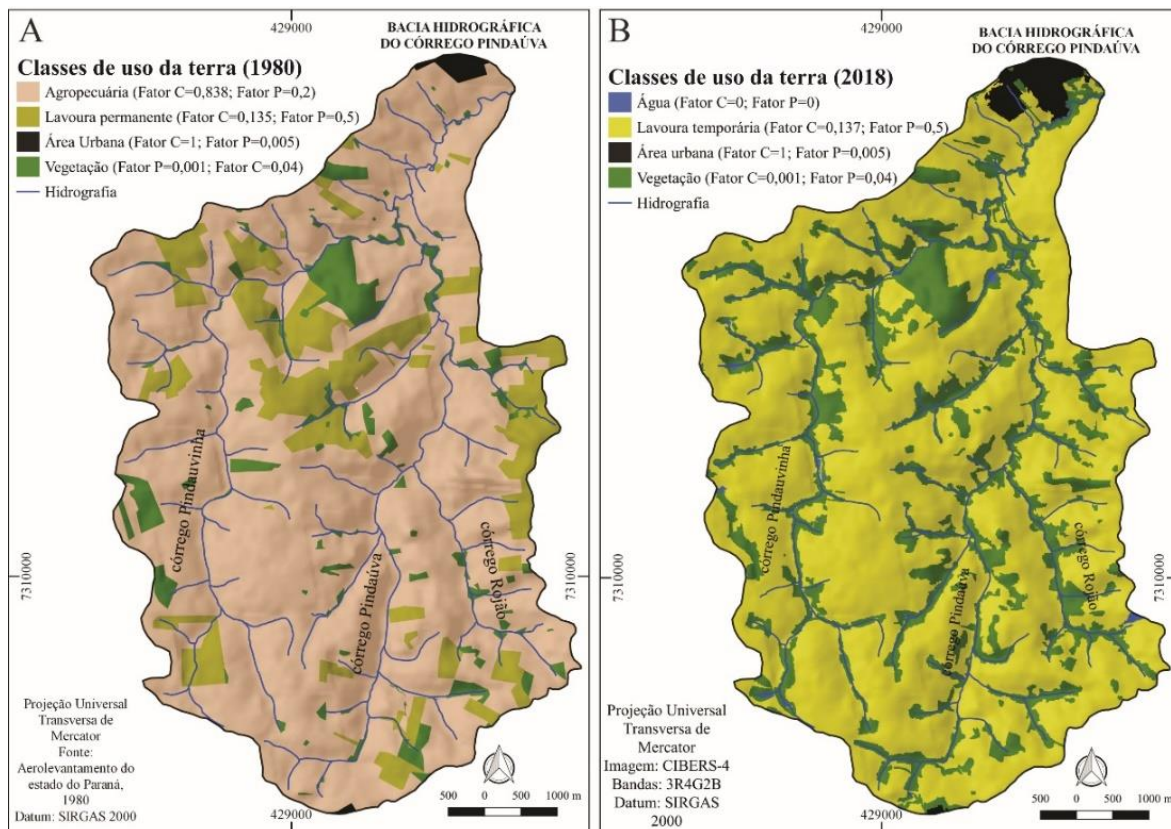 A
429000
BACIA HIDROGRÁFICA
DO CÓRREGO PINDAÚVA
Classes de uso da terra (1980)
Agropecuária (Fator C=0,838; Fator P=0,2)
Lavoura permanente (Fator C=0,135; Fator P=0,5)
Área Urbana (Fator C=1; Fator P=0,005)
Vegetação (Fator P=0,001; Fator C=0,04)
Hidrografia
córrego Pindauvinha
córrego Pindaúva
córrego Rojão
7310000
Projeção Universal
Transversa de
Mercator
Fonte:
Aerolevantamento do
estado do Paraná,
1980
Datum: SIRGAS 2000
500 0 500 1000 m
429000
B
429000
BACIA HIDROGRÁFICA
DO CÓRREGO PINDAÚVA
Classes de uso da terra (2018)
Água (Fator C=0; Fator P=0)
Lavoura temporária (Fator C=0,137; Fator P=0,5)
Área urbana (Fator C=1; Fator P=0,005)
Vegetação (Fator C=0,001; Fator P=0,04)
Hidrografia
córrego Pindauvinha
córrego Pindaúva
córrego Rojão
7310000
7310000
Projeção Universal
Transversa de
Mercator
Imagem: CIBERS-4
Bandas: 3R4G2B
Datum: SIRGAS
2000
500 0 500 1000 m
429000